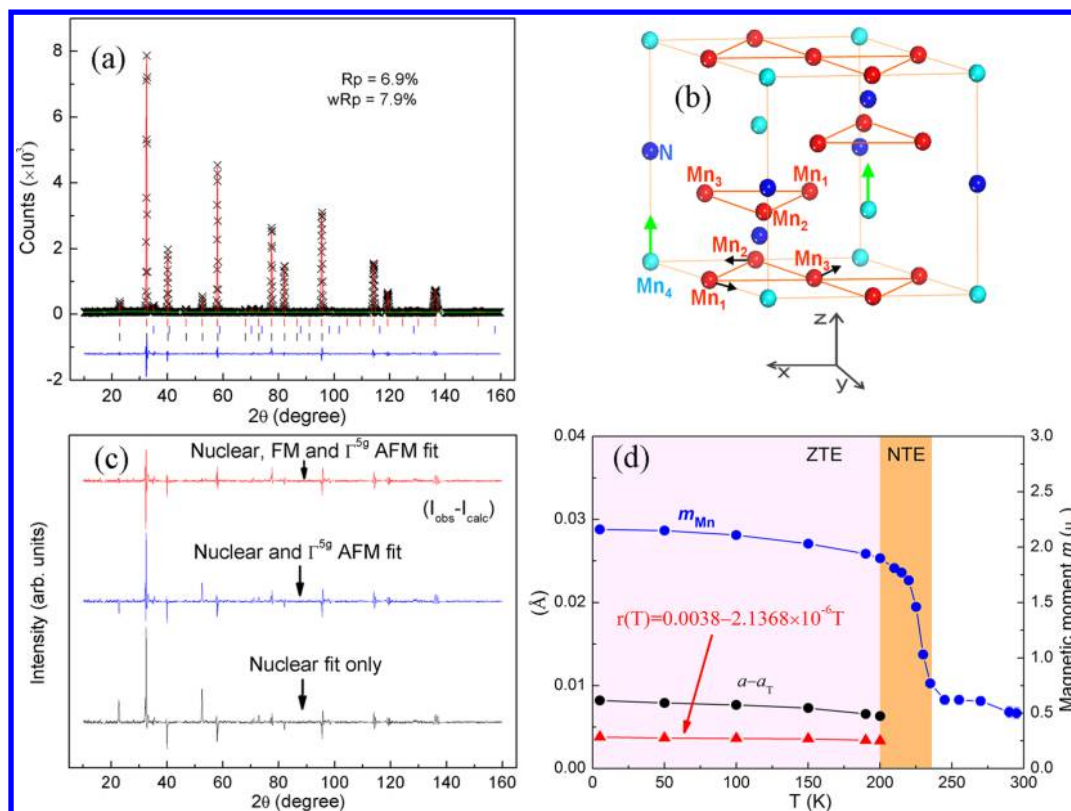 (a)
Rp = 6.9%
wRp = 7.9%
Counts (×10³)
8
6
4
2
0
-2
20 40 60 80 100 120 140 160
2θ (degree)
(b)
N
Mn₃ Mn₁
Mn₂
Mn₂
Mn₃
Mn₄
Mn₁
z
x
y
(c)
Nuclear, FM and Γ⁵ᵍ AFM fit
(I_obs-I_calc)
Nuclear and Γ⁵ᵍ AFM fit
Nuclear fit only
Intensity (arb. units)
20 40 60 80 100 120 140 160
2θ (degree)
(d)
ZTE NTE
m_Mn
r(T)=0.0038–2.1368×10⁻⁶T
a–a_T
(Å)
0.04
0.03
0.02
0.01
0.00
0 50 100 150 200 250 300
T (K)
3.0
2.5
2.0
1.5
1.0
0.5
0.0
Magnetic moment m (μ